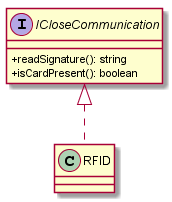 I ICloseCommunication
+readSignature(): string
+isCardPresent(): boolean
C RFID